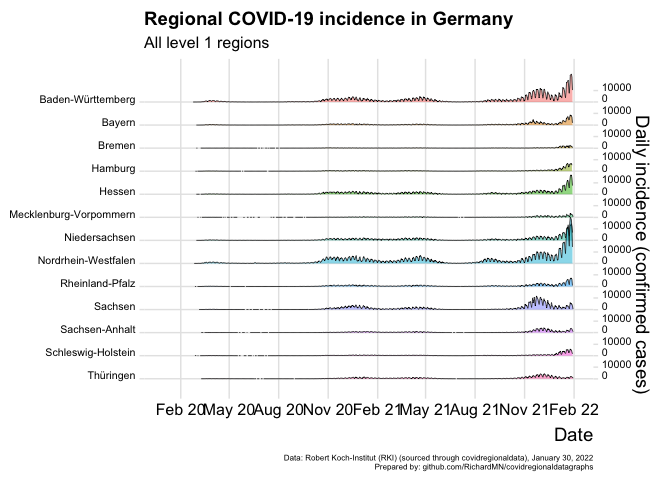 Regional COVID-19 incidence in Germany
All level 1 regions
Baden-Württemberg
Bayern
Bremen
Hamburg
Hessen
Mecklenburg-Vorpommern
Niedersachsen
Nordrhein-Westfalen
Rheinland-Pfalz
Sachsen
Sachsen-Anhalt
Schleswig-Holstein
Thüringen
10000
0
10000
0
10000
0
10000
0
10000
0
10000
0
10000
0
10000
0
10000
0
10000
0
10000
0
10000
0
10000
0
Daily incidence (confirmed cases)
Feb 20 May 20 Aug 20 Nov 20 Feb 21 May 21 Aug 21 Nov 21 Feb 22
Date
Data: Robert Koch-Institut (RKI) (sourced through covidregionaldata), January 30, 2022
Prepared by: github.com/RichardMN/covidregionaldatagraphs